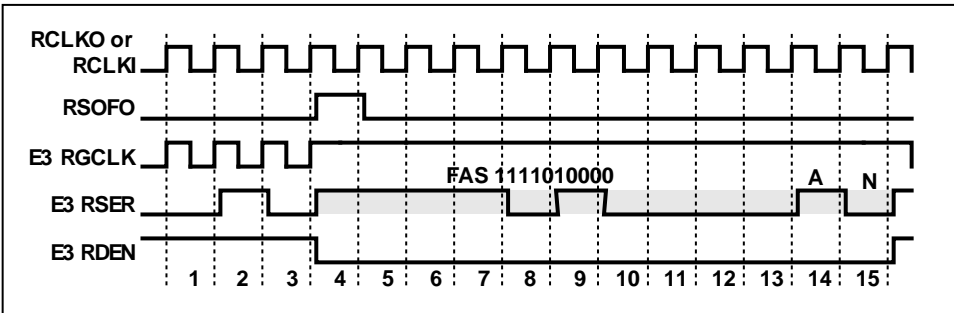 RCLKO or
RCLKI
RSOFO
E3 RGCLK
FAS 1111010000
A
N
E3 RSER
E3 RDEN
1 2 3 4 5 6 7 8 9 10 11 12 13 14 15